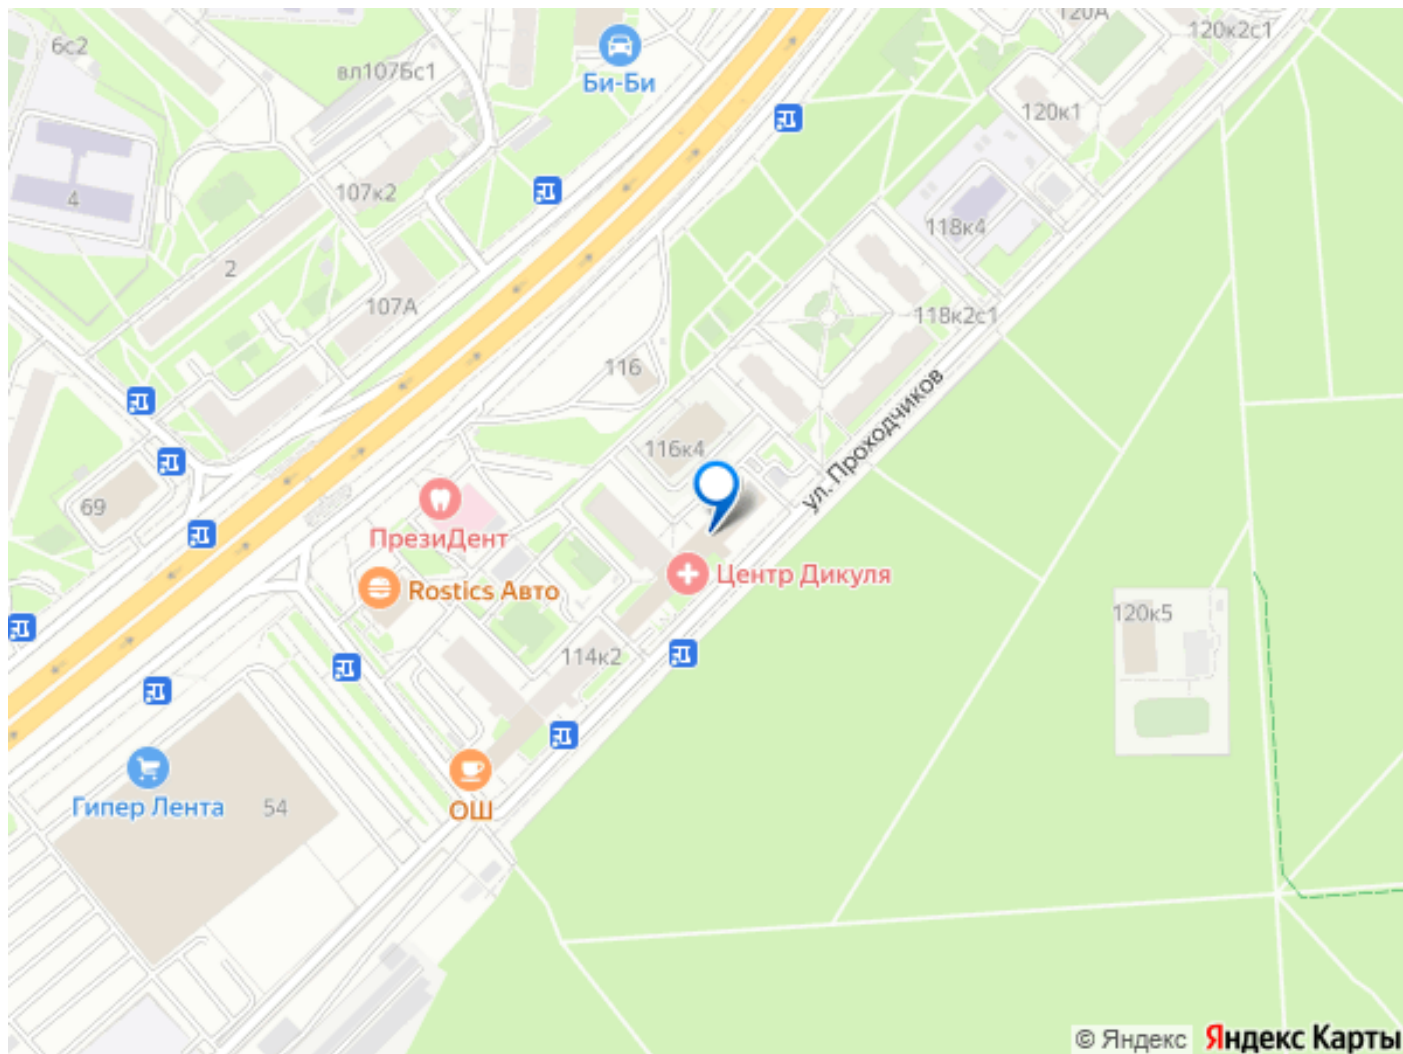 120А
6с2
120к2с1
вл107Бс1
Би-Би
120к1
107к2
4
118к4
2
107А
118к2с1
116
ул. Проходчиков
116к4
69
ПрезиДент
Центр Дикуля
Rostics Авто
120к5
114к2
Гипер Лента
54
ОШ
© Яндекс
Яндекс Карты